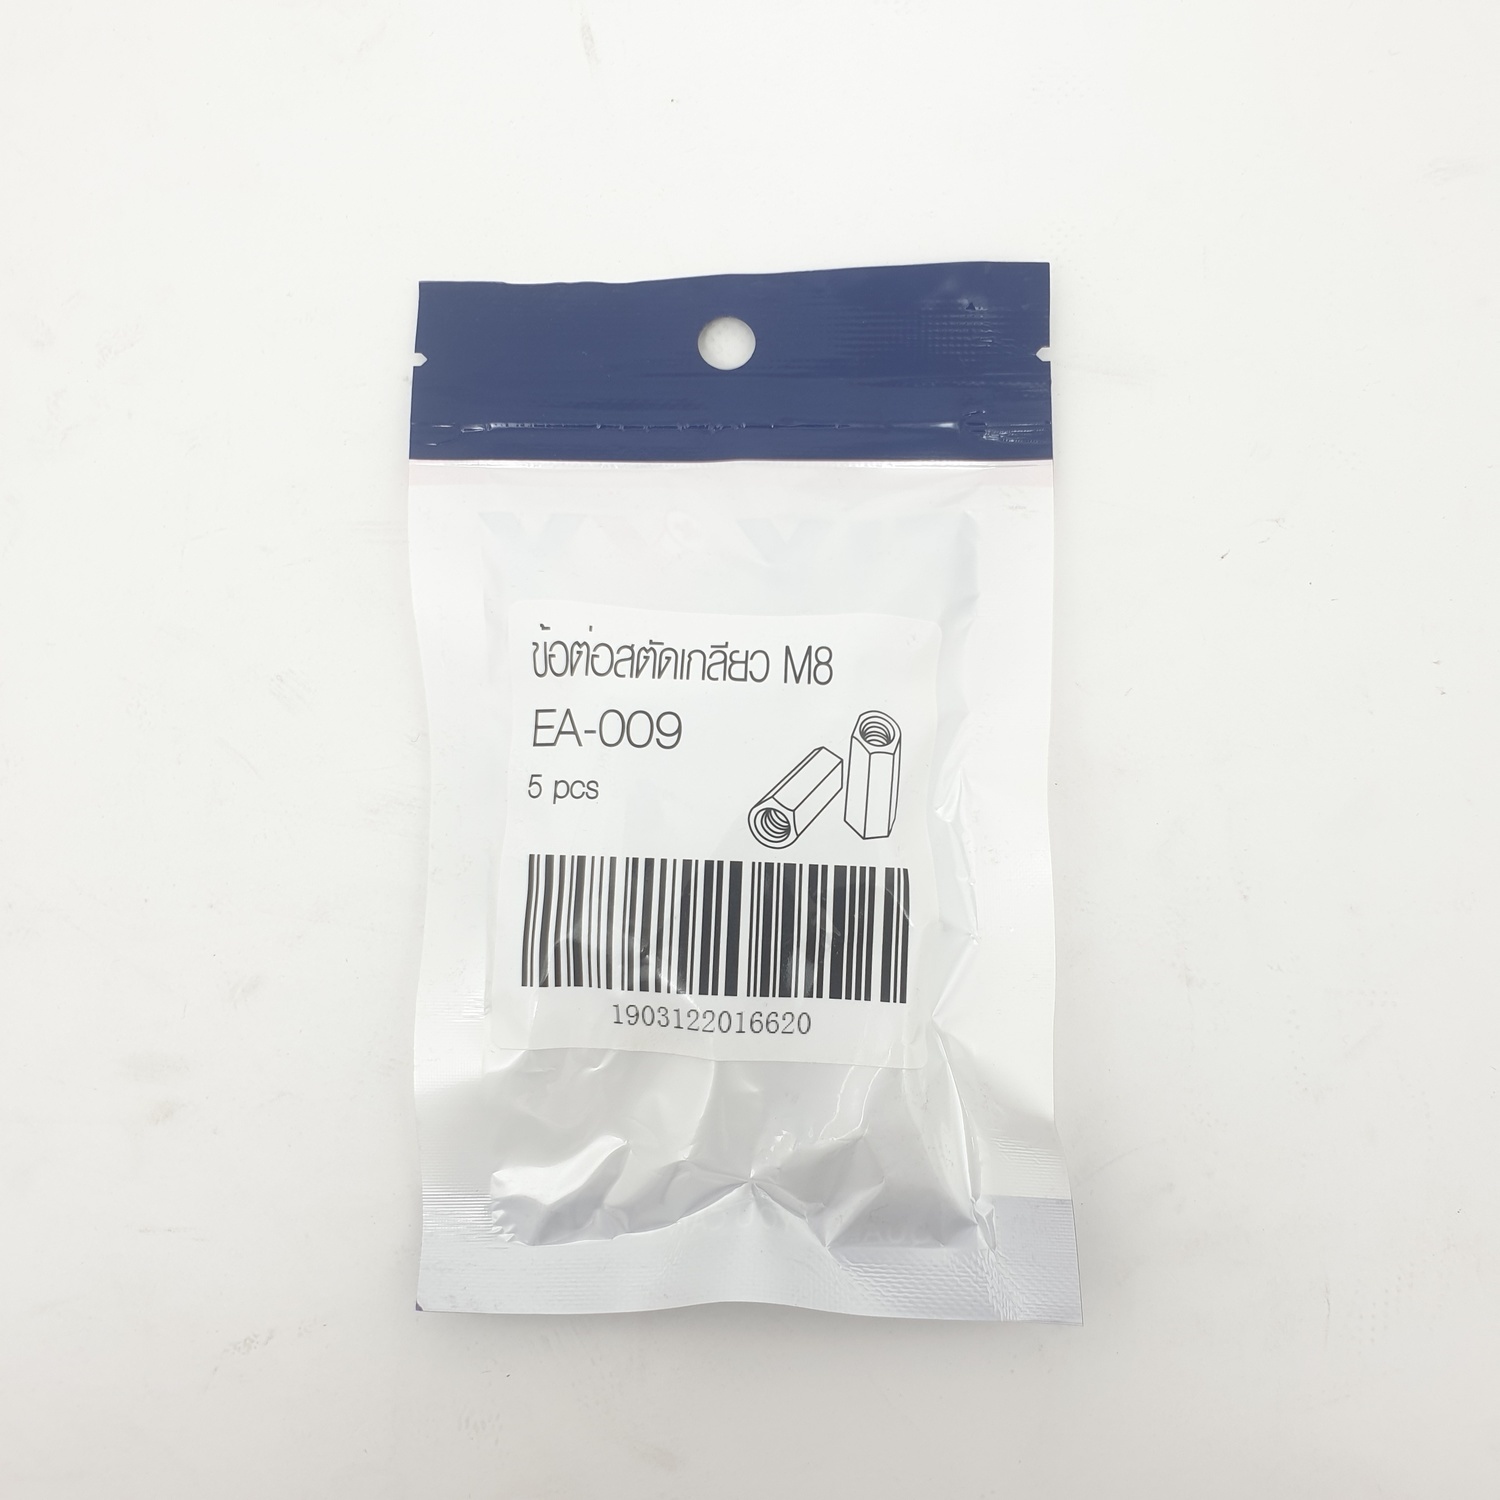 ข้อต่อสตัดเกลียว M8
EA-009
5 pcs
1903122016620